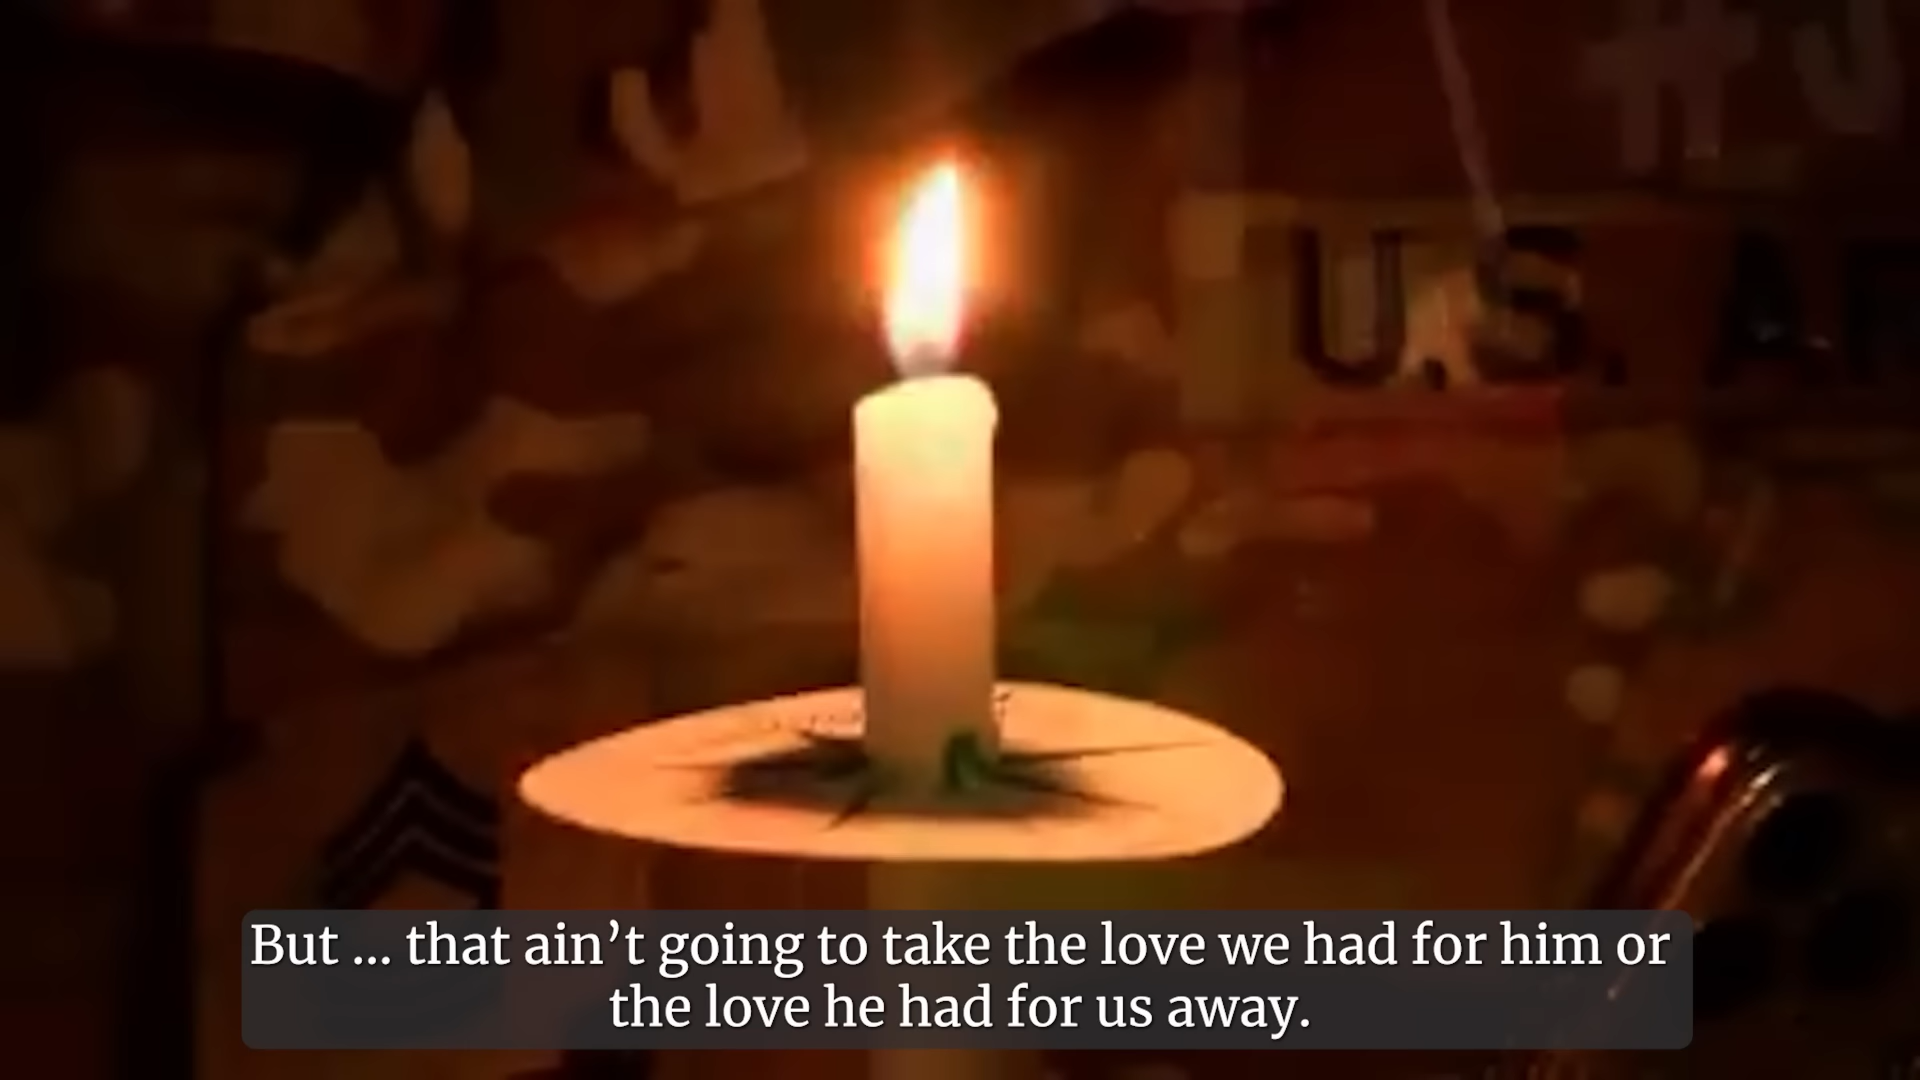 U.S. A
But ... that ain’t going to take the love we had for him or
the love he had for us away.